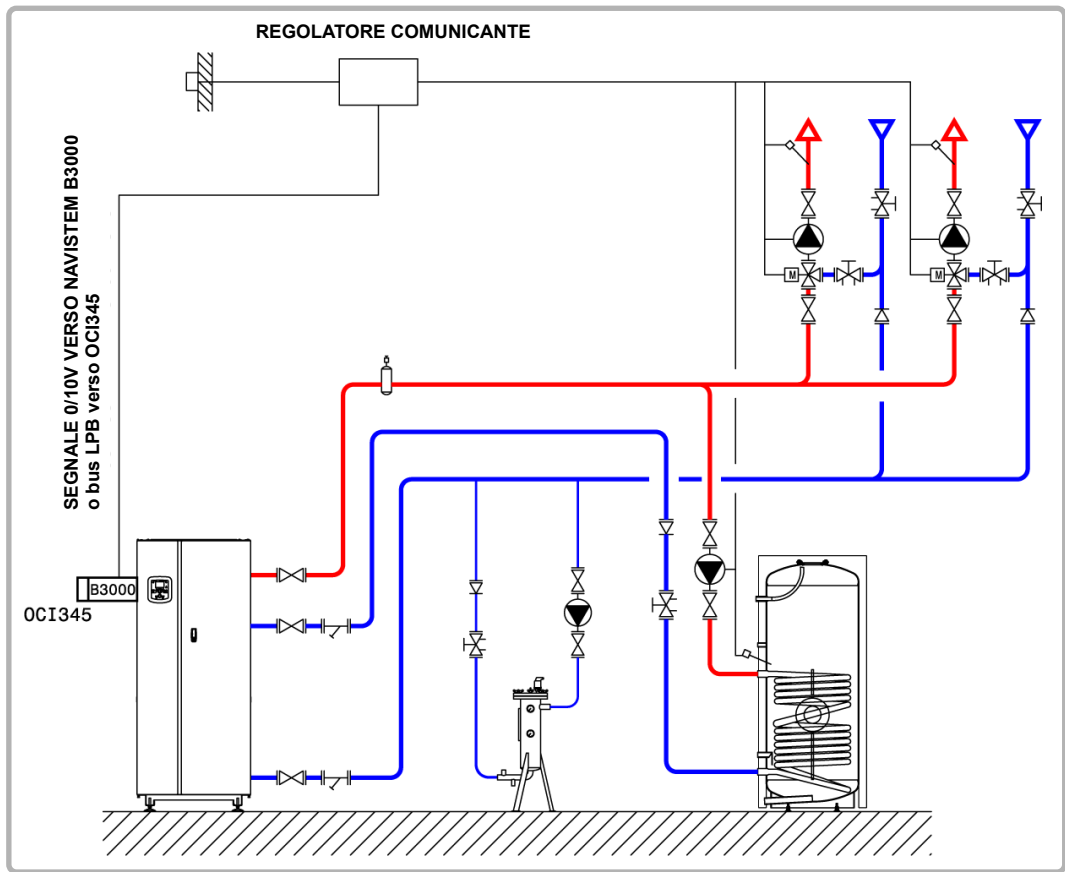 REGOLATORE COMUNICANTE
SEGNALE 0/10V VERSO NAVISTEM B3000
o bus LPB verso OCI345
M
M
B3000
OCI345